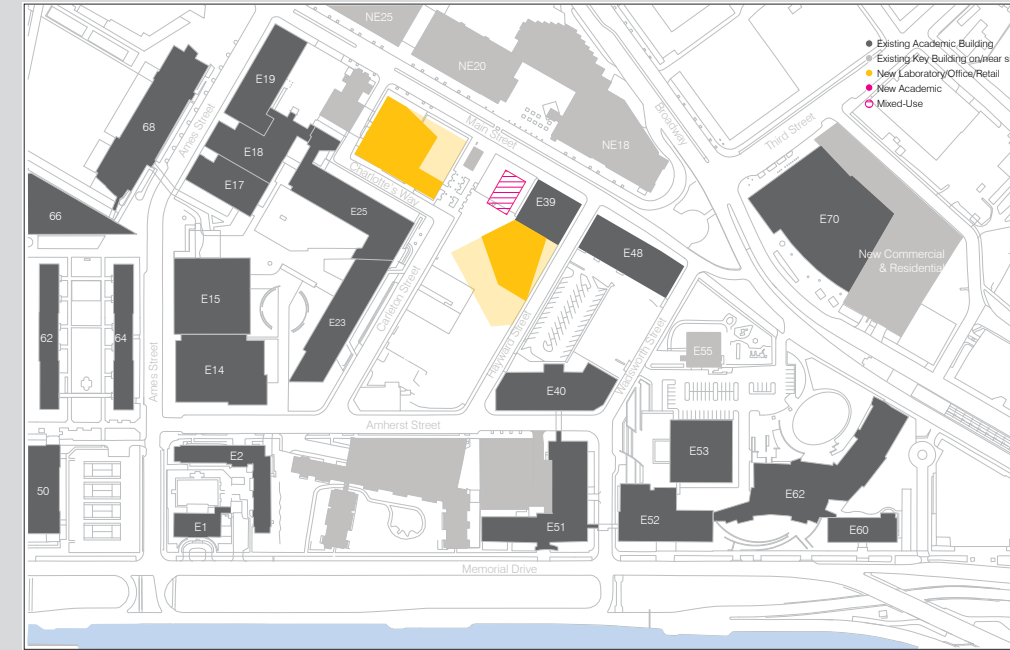 NE25
Existing Academic Building
E19
NE20
Existing Key Building on/near s
New Laboratory/Office/Retail
New Academic
Mixed-Use
68
Ames Street
Main Street
Broadway
Third Street
E18
NE18
E17
Charlotte's Way
E39
66
E25
E70
E48
New Commercial
& Residential
E15
Carleton Street
62
64
E23
Hayward Street
Wadsworth Street
E55
Ames Street
E14
E40
Amherst Street
E2
E53
50
E62
E1
E51
E52
E60
Memorial Drive